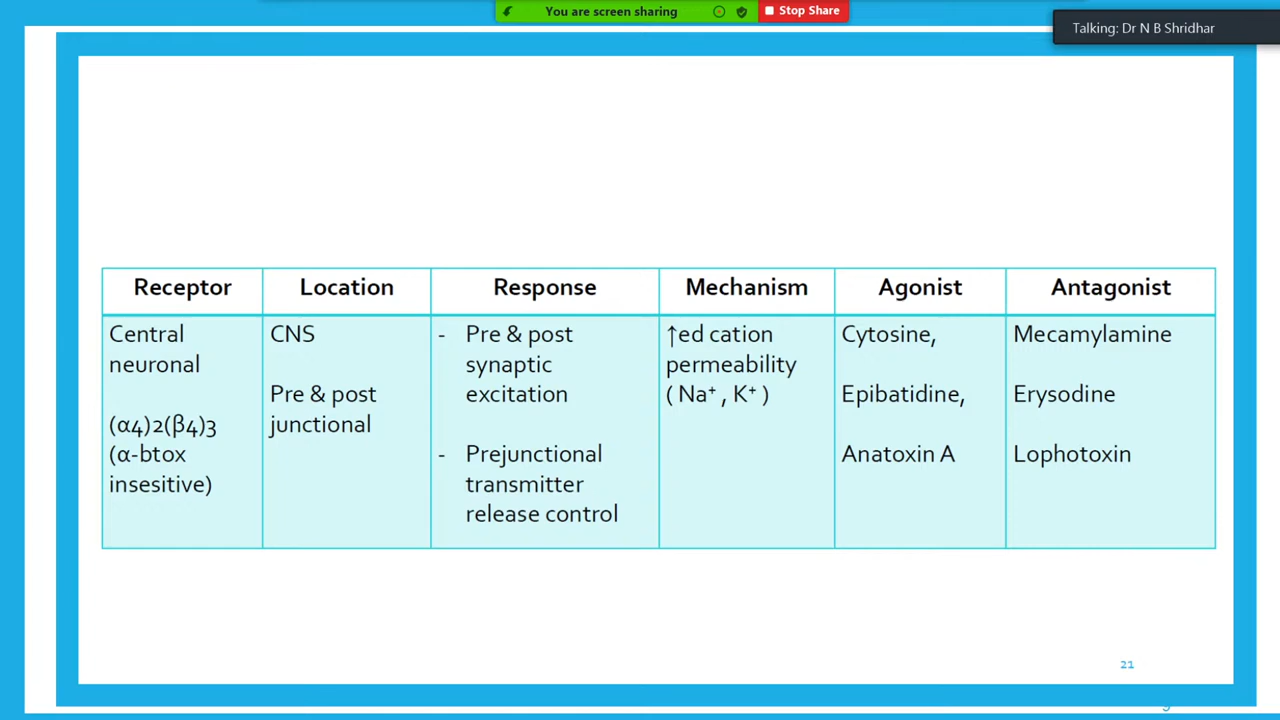 You are screen sharing
Stop Share
Talking: Dr N B Shridhar
Receptor
Location
Response
Mechanism
Agonist
Antagonist
Central
neuronal
(α4)2(β4)3
(α-btox
insesitive)
CNS
Pre & post
junctional
- Pre & post
synaptic
excitation
- Prejunctional
transmitter
release control
↑ed cation
permeability
( Na⁺ , K⁺ )
Cytosine,
Epibatidine,
Anatoxin A
Mecamylamine
Erysodine
Lophotoxin
21